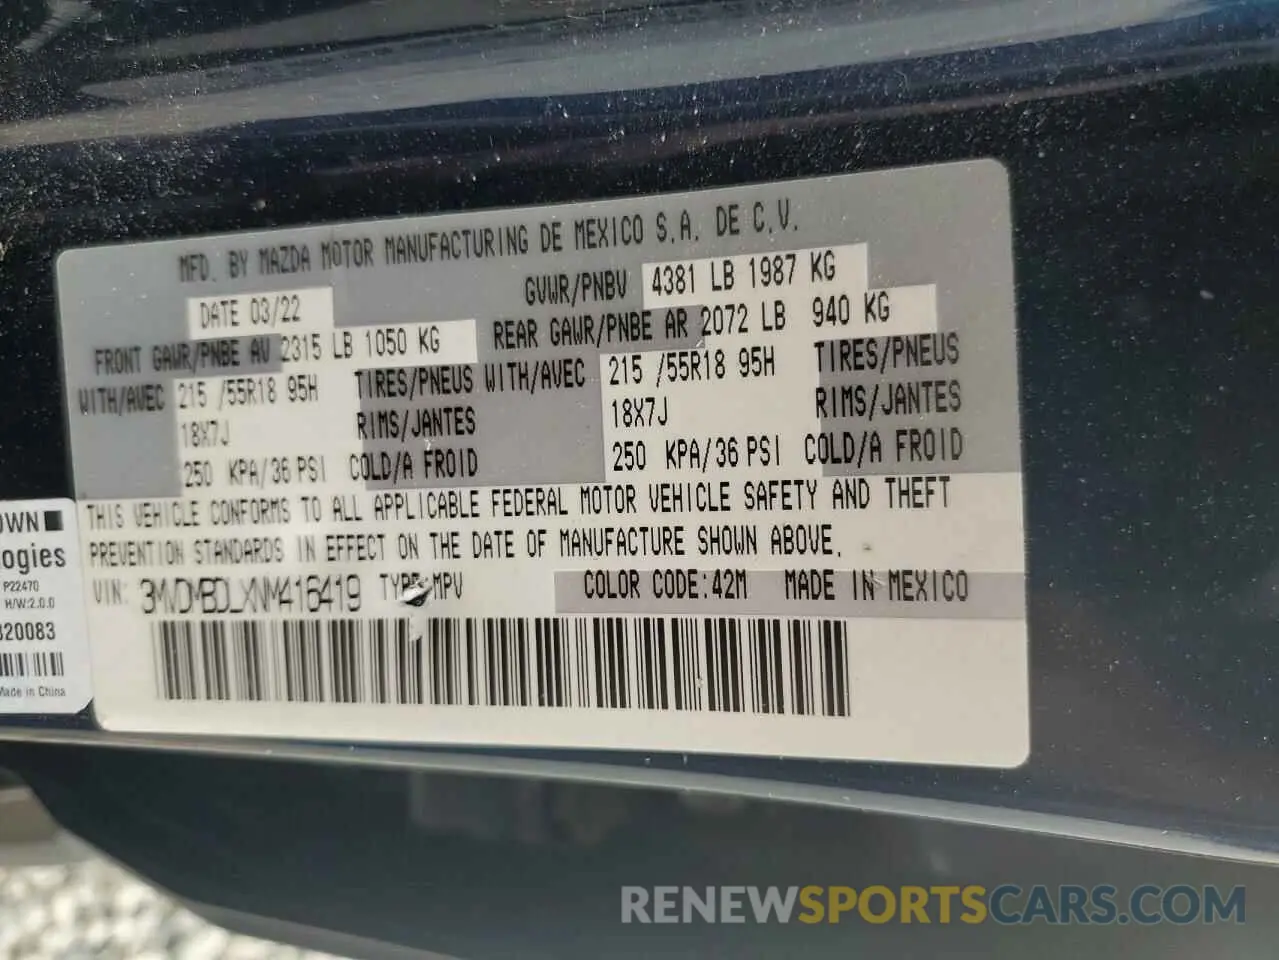 MFD. BY MAZDA MOTOR MANUFACTURING DE MEXICO S.A. DE C.V.
DATE 03/22 GVWR/PNBV 4381 LB 1987 KG
FRONT GAWR/PNBE AV 2315 LB 1050 KG REAR GAWR/PNBE AR 2072 LB 940 KG
WITH/AVEC 215 /55R18 95H TIRES/PNEUS WITH/AVEC 215 /55R18 95H TIRES/PNEUS
18X7J RIMS/JANTES 18X7J RIMS/JANTES
250 KPA/36 PSI COLD/A FROID 250 KPA/36 PSI COLD/A FROID
THIS VEHICLE CONFORMS TO ALL APPLICABLE FEDERAL MOTOR VEHICLE SAFETY AND THEFT
PREVENTION STANDARDS IN EFFECT ON THE DATE OF MANUFACTURE SHOWN ABOVE.
VIN: 3MVDMBDLXNM416419 TYPE:MPV COLOR CODE:42M MADE IN MEXICO
OWN
ogies
P22470
H/W:2.0.0
320083
Made in China
RENEWSPORTSCARS.COM